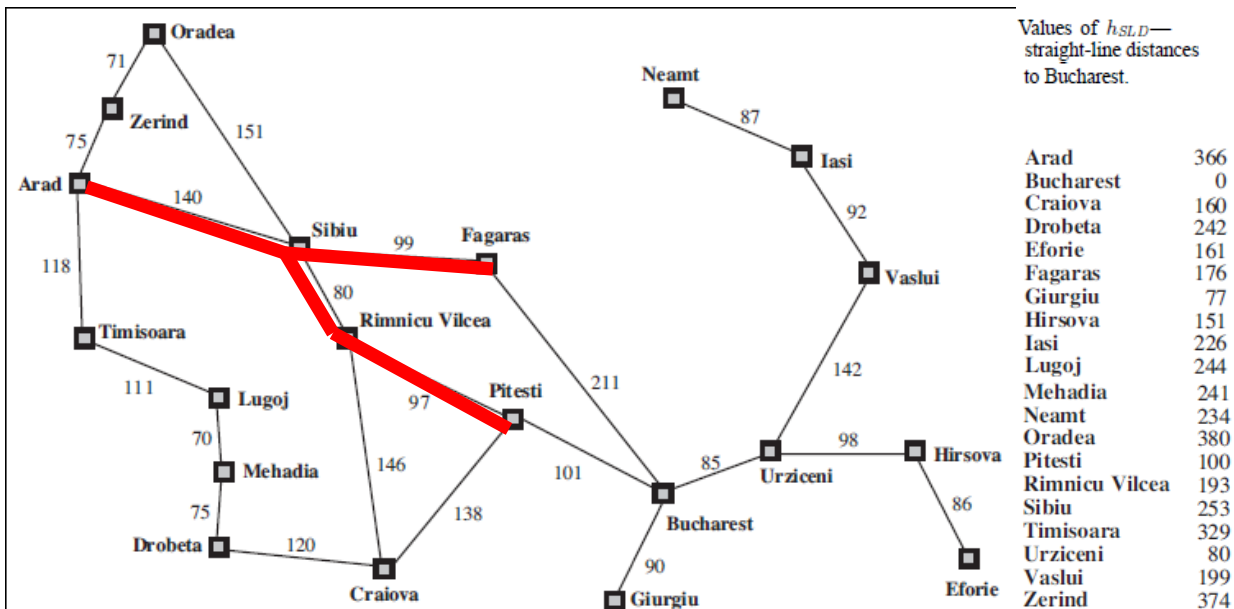 Oradea
71
Neamt
87
Zerind
151
75
Iasi
Arad
140
92
Sibiu
99
Fagaras
118
80
Vaslui
Rimnicu Vilcea
Timisoara
142
211
111
Pitesti
Lugoj
97
70
98
Hirsova
146
85
Urziceni
Mehadia
101
86
75
138
Bucharest
Drobeta
120
90
Craiova
Eforie
Giurgiu
Values of hSLD—
straight-line distances
to Bucharest.
Arad 366
Bucharest 0
Craiova 160
Drobeta 242
Eforie 161
Fagaras 176
Giurgiu 77
Hirsova 151
Iasi 226
Lugoj 244
Mehadia 241
Neamt 234
Oradea 380
Pitesti 100
Rimnicu Vilcea 193
Sibiu 253
Timisoara 329
Urziceni 80
Vaslui 199
Zerind 374